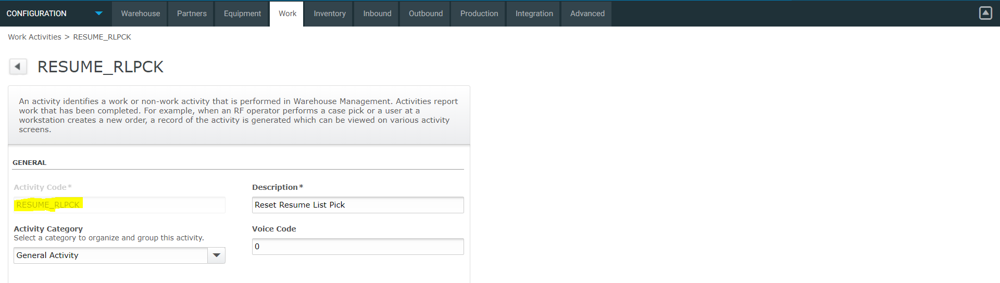 CONFIGURATION Warehouse Partners Equipment Work Inventory Inbound Outbound Production Integration Advanced
Work Activities > RESUME_RLPCK
RESUME_RLPCK
An activity identifies a work or non-work activity that is performed in Warehouse Management. Activities report
work that has been completed. For example, when an RF operator performs a case pick or a user at a
workstation creates a new order, a record of the activity is generated which can be viewed on various activity
screens.
GENERAL
Activity Code* Description*
RESUME_RLPCK Reset Resume List Pick
Activity Category Voice Code
Select a category to organize and group this activity.
General Activity 0